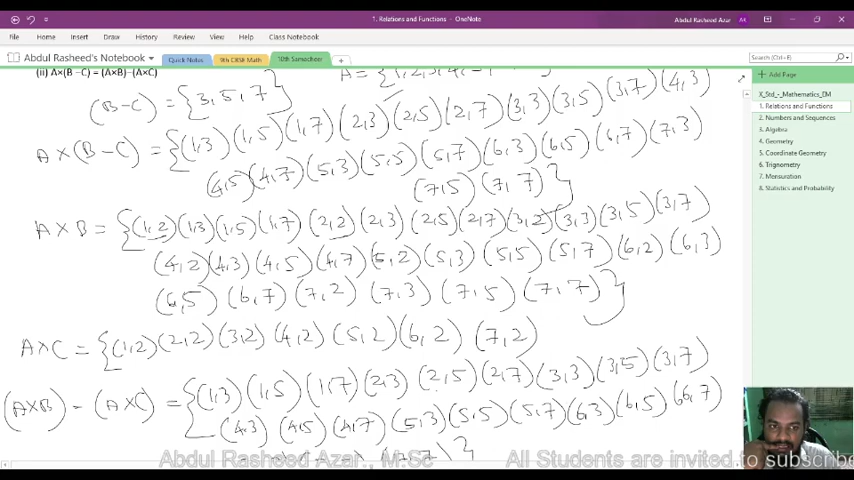 1. Relations and Functions - OneNote
Abdul Rasheed Azar AR
File Home Insert Draw History Review View Help Class Notebook
Abdul Rasheed's Notebook Quick Notes 9th CBSE Math 10th Samacheer + Search (Ctrl+E)
+ Add Page
X_Std_-_Mathematics_EM
1. Relations and Functions
2. Numbers and Sequences
3. Algebra
4. Geometry
5. Coordinate Geometry
6. Trignometry
7. Mensuration
8. Statistics and Probability
(ii) A×(B −C) = (A×B)−(A×C)
(B−C) = {3,5,7}
A×(B−C) = {(1,3)(1,5)(1,7)(2,3)(2,5)(2,7)(3,3)(3,5)(3,7)(4,3)
(4,5)(4,7)(5,3)(5,5)(5,7)(6,3)(6,5)(6,7)(7,3)
(7,5)(7,7)}
A×B = {(1,2)(1,3)(1,5)(1,7)(2,2)(2,3)(2,5)(2,7)(3,2)(3,3)(3,5)(3,7)
(4,2)(4,3)(4,5)(4,7)(5,2)(5,3)(5,5)(5,7)(6,2)(6,3)
(6,5)(6,7)(7,2)(7,3)(7,5)(7,7)}
A×C = {(1,2)(2,2)(3,2)(4,2)(5,2)(6,2)(7,2)
(A×B) − (A×C) = {(1,3)(1,5)(1,7)(2,3)(2,5)(2,7)(3,3)(3,5)(3,7)
(4,3)(4,5)(4,7)(5,3)(5,5)(5,7)(6,3)(6,5)(6,7)
Abdul Rasheed Azar., M.Sc All Students are invited to subscribe